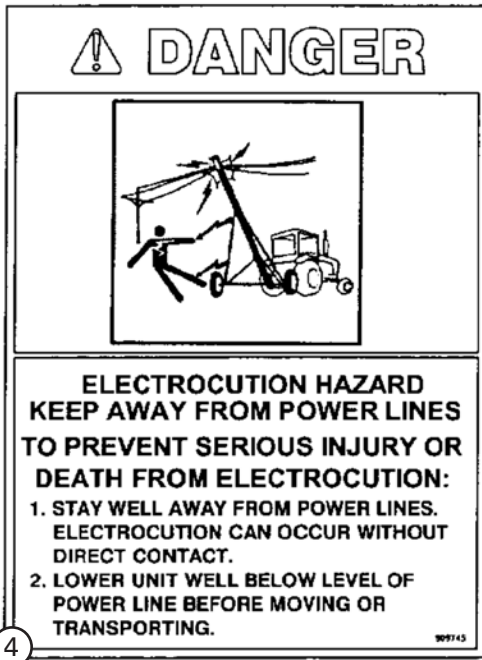 DANGER
ELECTROCUTION HAZARD
KEEP AWAY FROM POWER LINES
TO PREVENT SERIOUS INJURY OR
DEATH FROM ELECTROCUTION:
1. STAY WELL AWAY FROM POWER LINES.
ELECTROCUTION CAN OCCUR WITHOUT
DIRECT CONTACT.
2. LOWER UNIT WELL BELOW LEVEL OF
POWER LINE BEFORE MOVING OR
TRANSPORTING.
909745
4